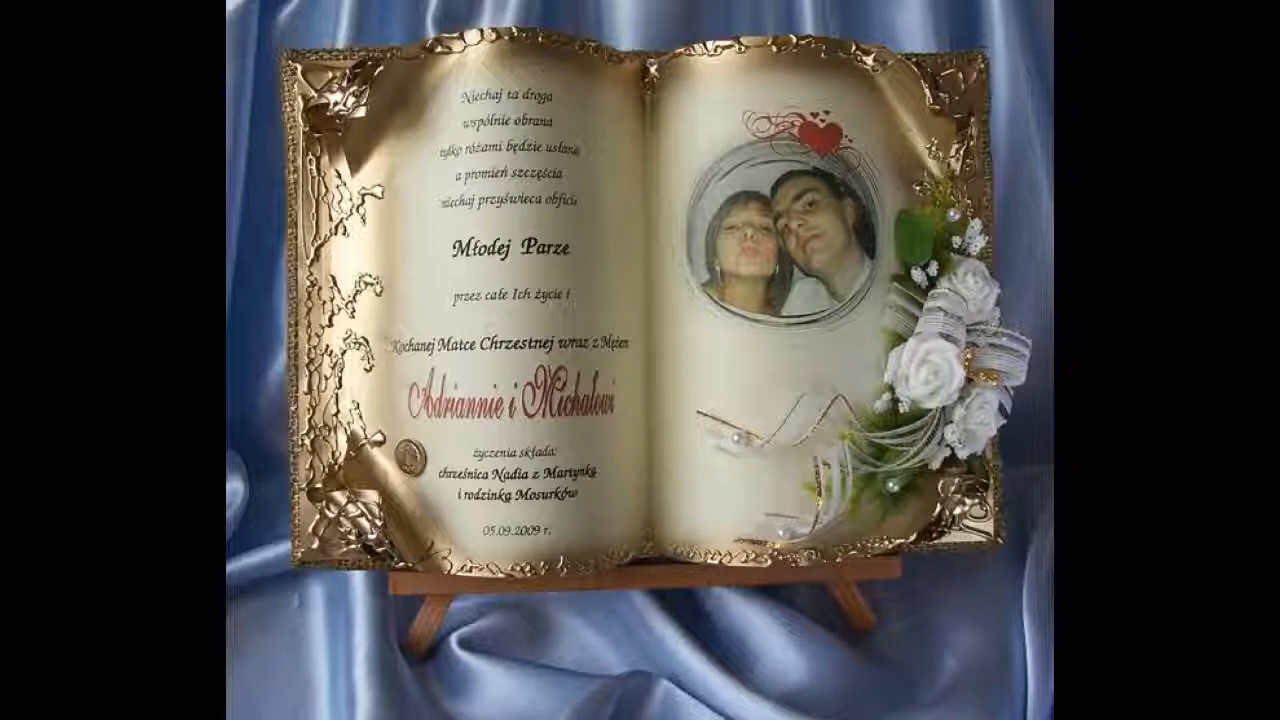 Niechaj ta droga
wspólnie obrana
tylko różami będzie usłana
a promień szczęścia
niechaj przyświeca obficie
Młodej Parze
przez całe Ich życie !
Kochanej Matce Chrzestnej wraz z Mężem
Adriannie i Michałowi
życzenia składa:
chrześnica Nadia z Martynką
i rodzinka Mosurków
05.09.2009 r.